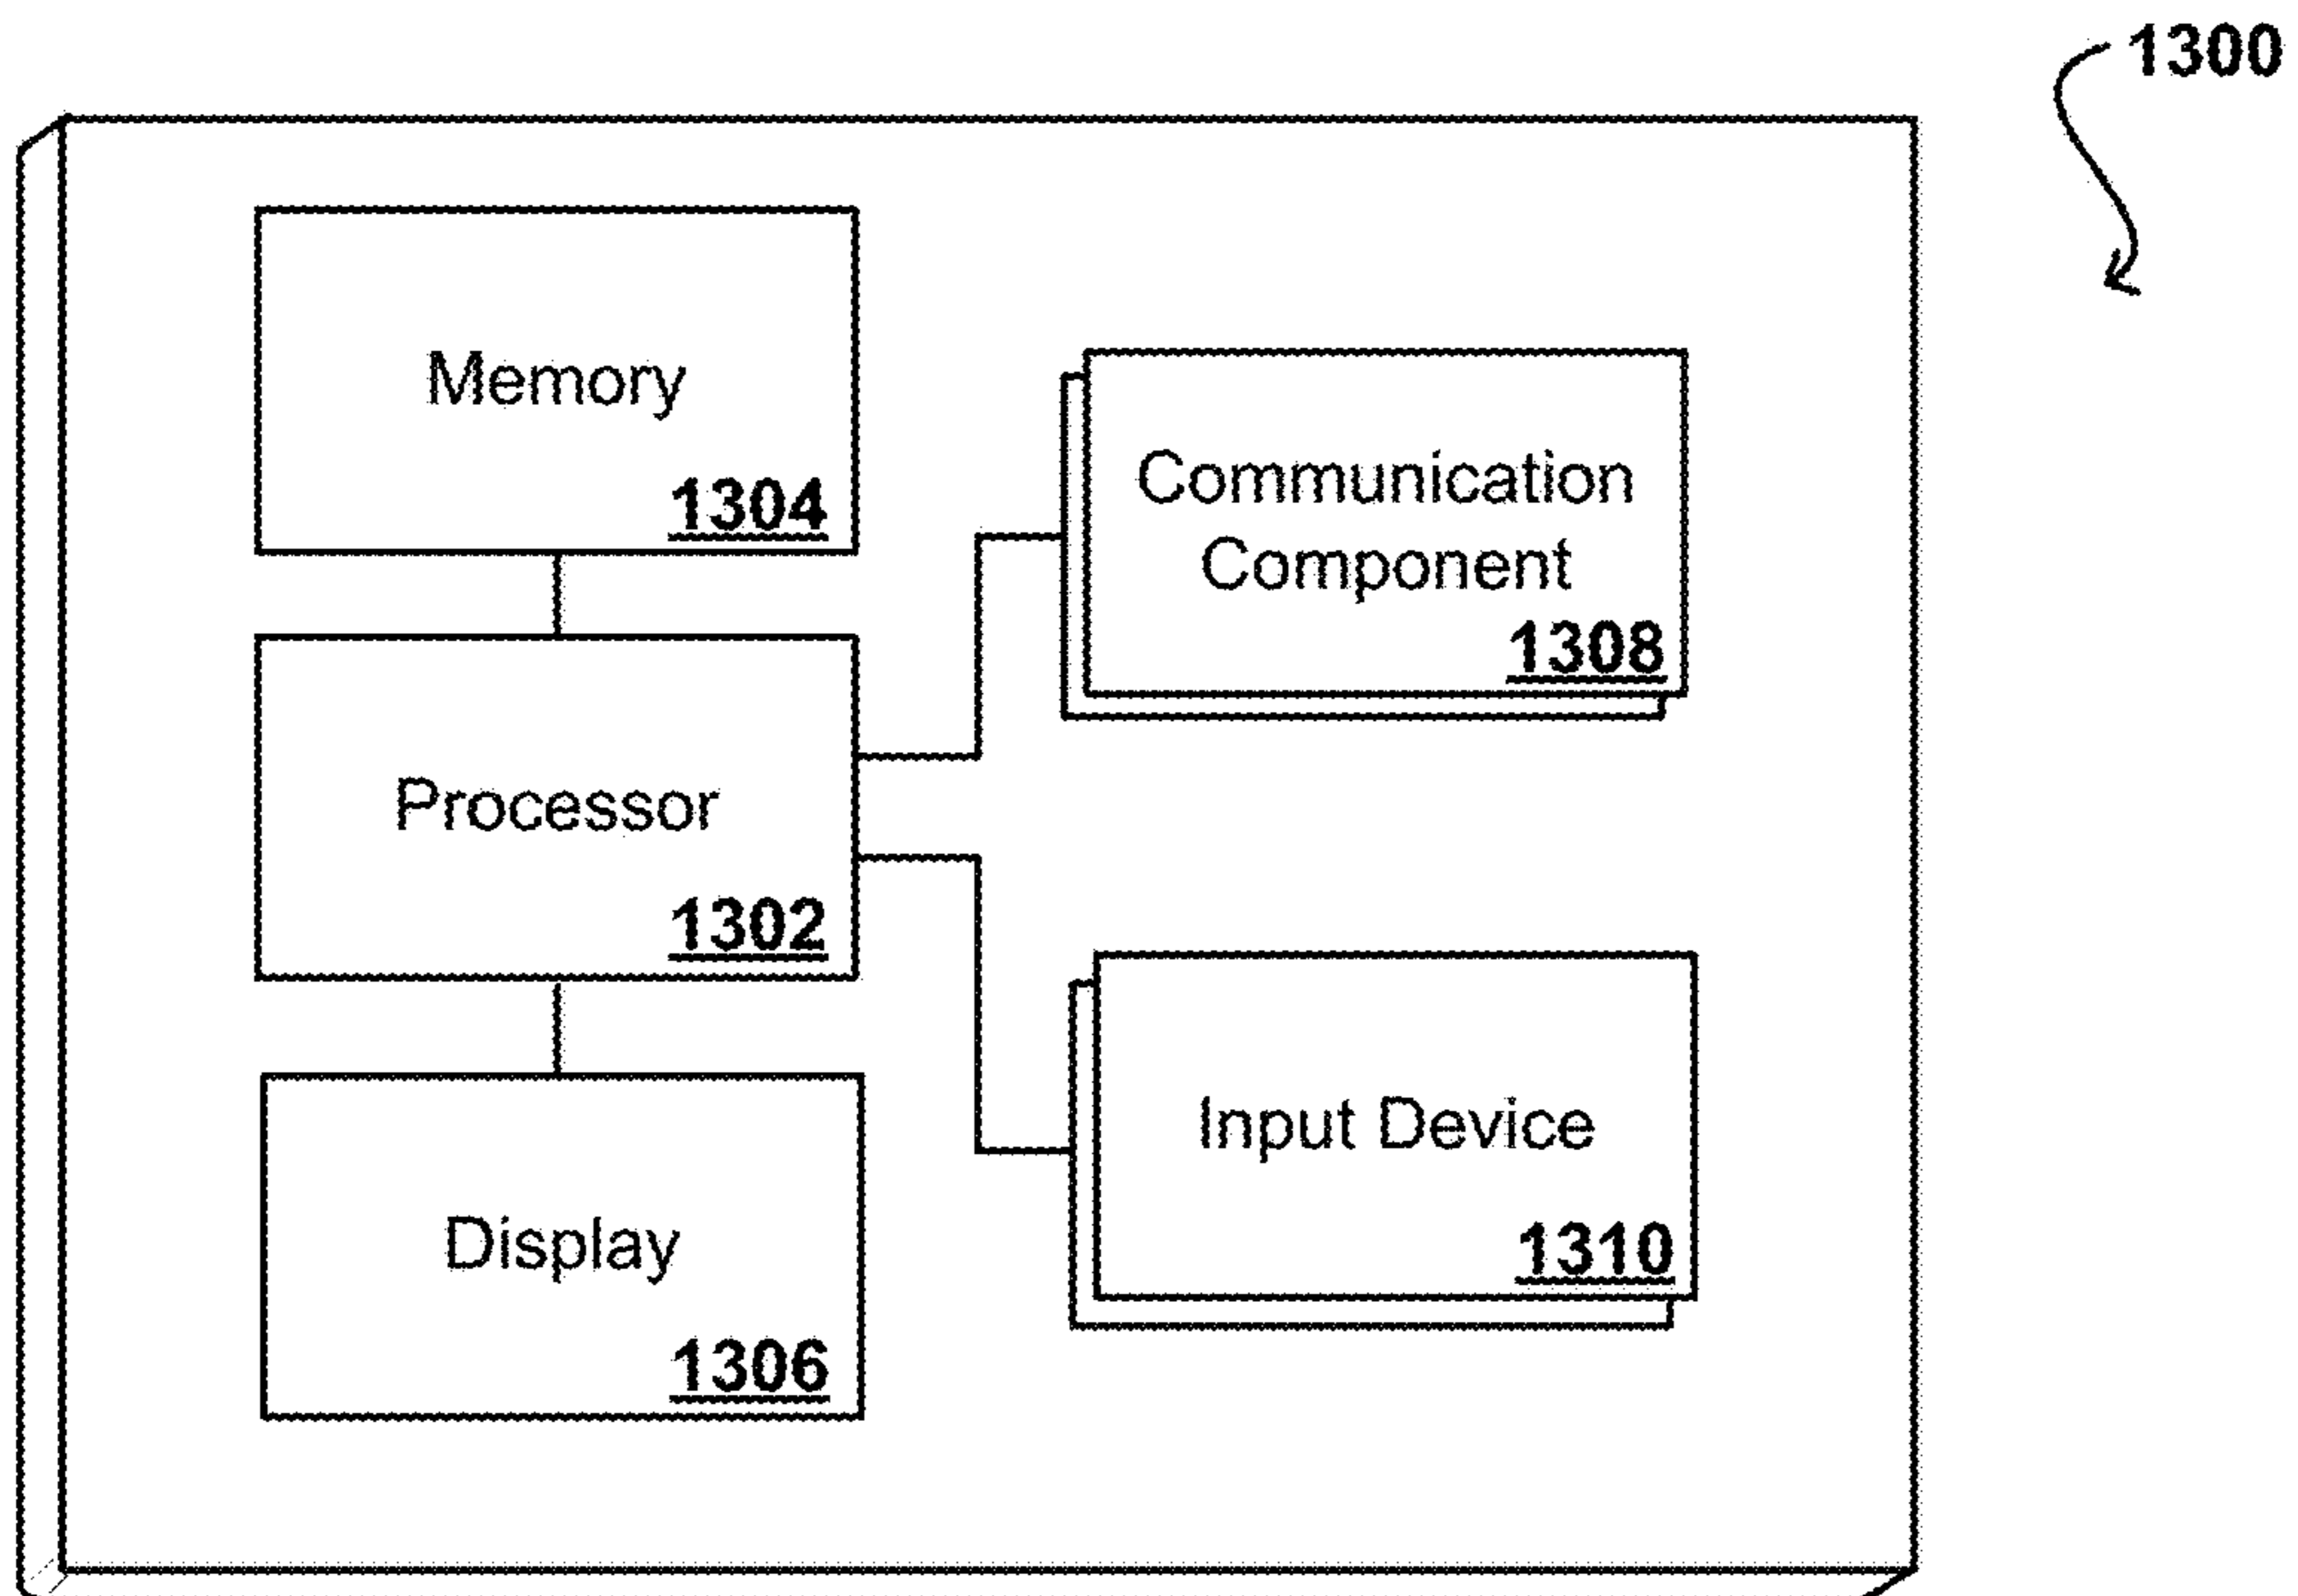 1300
Memory
1304
Communication
Component
1308
Processor
1302
Input Device
1310
Display
1306